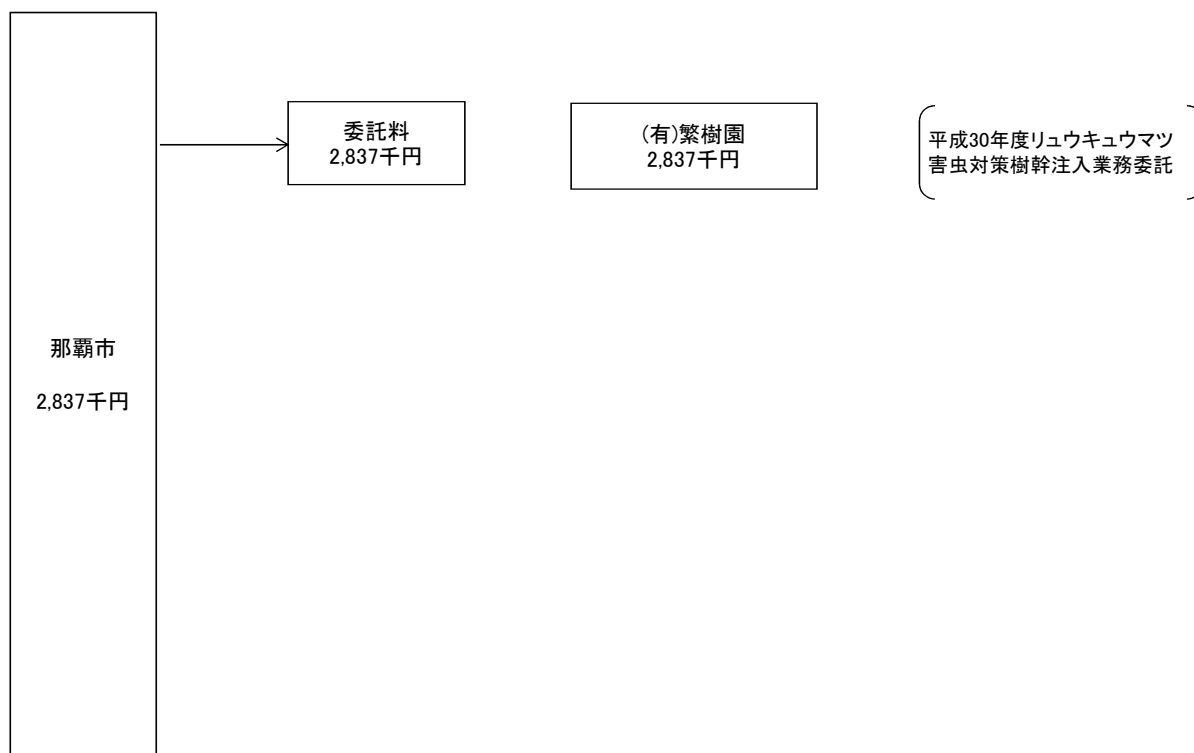 委託料
2,837千円
(有)繁樹園
2,837千円
平成30年度リュウキュウマツ
害虫対策樹幹注入業務委託
那覇市
2,837千円